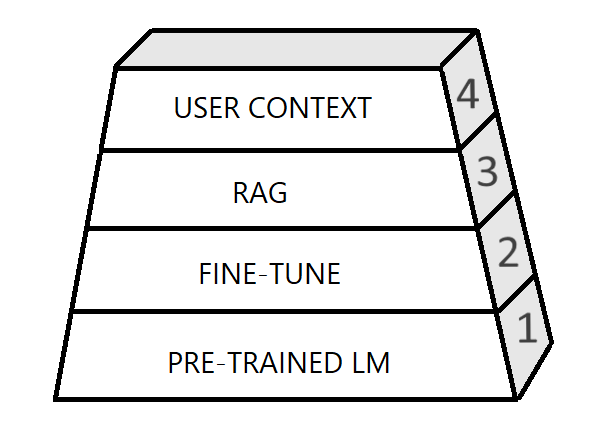 USER CONTEXT 4
RAG 3
FINE-TUNE 2
PRE-TRAINED LM 1